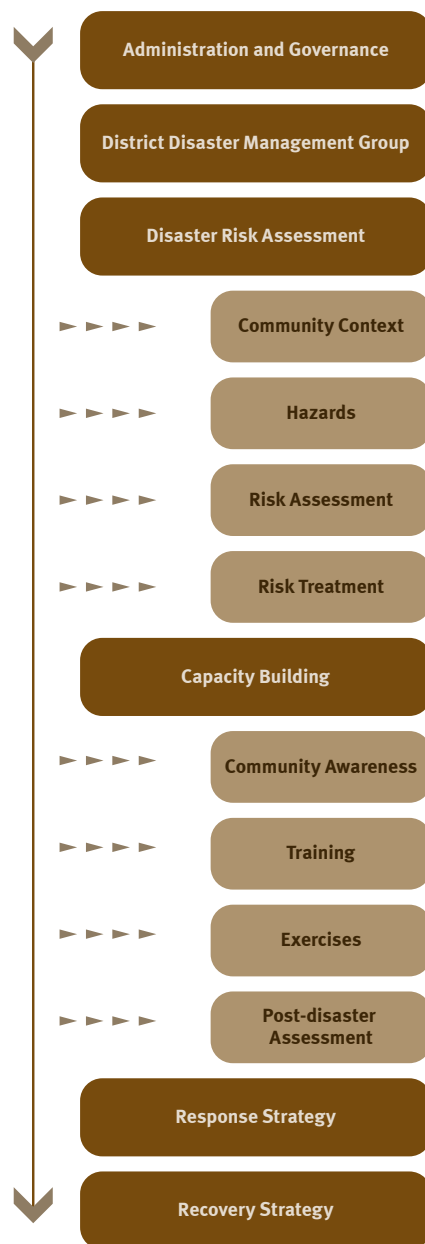 Administration and Governance
District Disaster Management Group
Disaster Risk Assessment
Community Context
Hazards
Risk Assessment
Risk Treatment
Capacity Building
Community Awareness
Training
Exercises
Post-disaster
Assessment
Response Strategy
Recovery Strategy